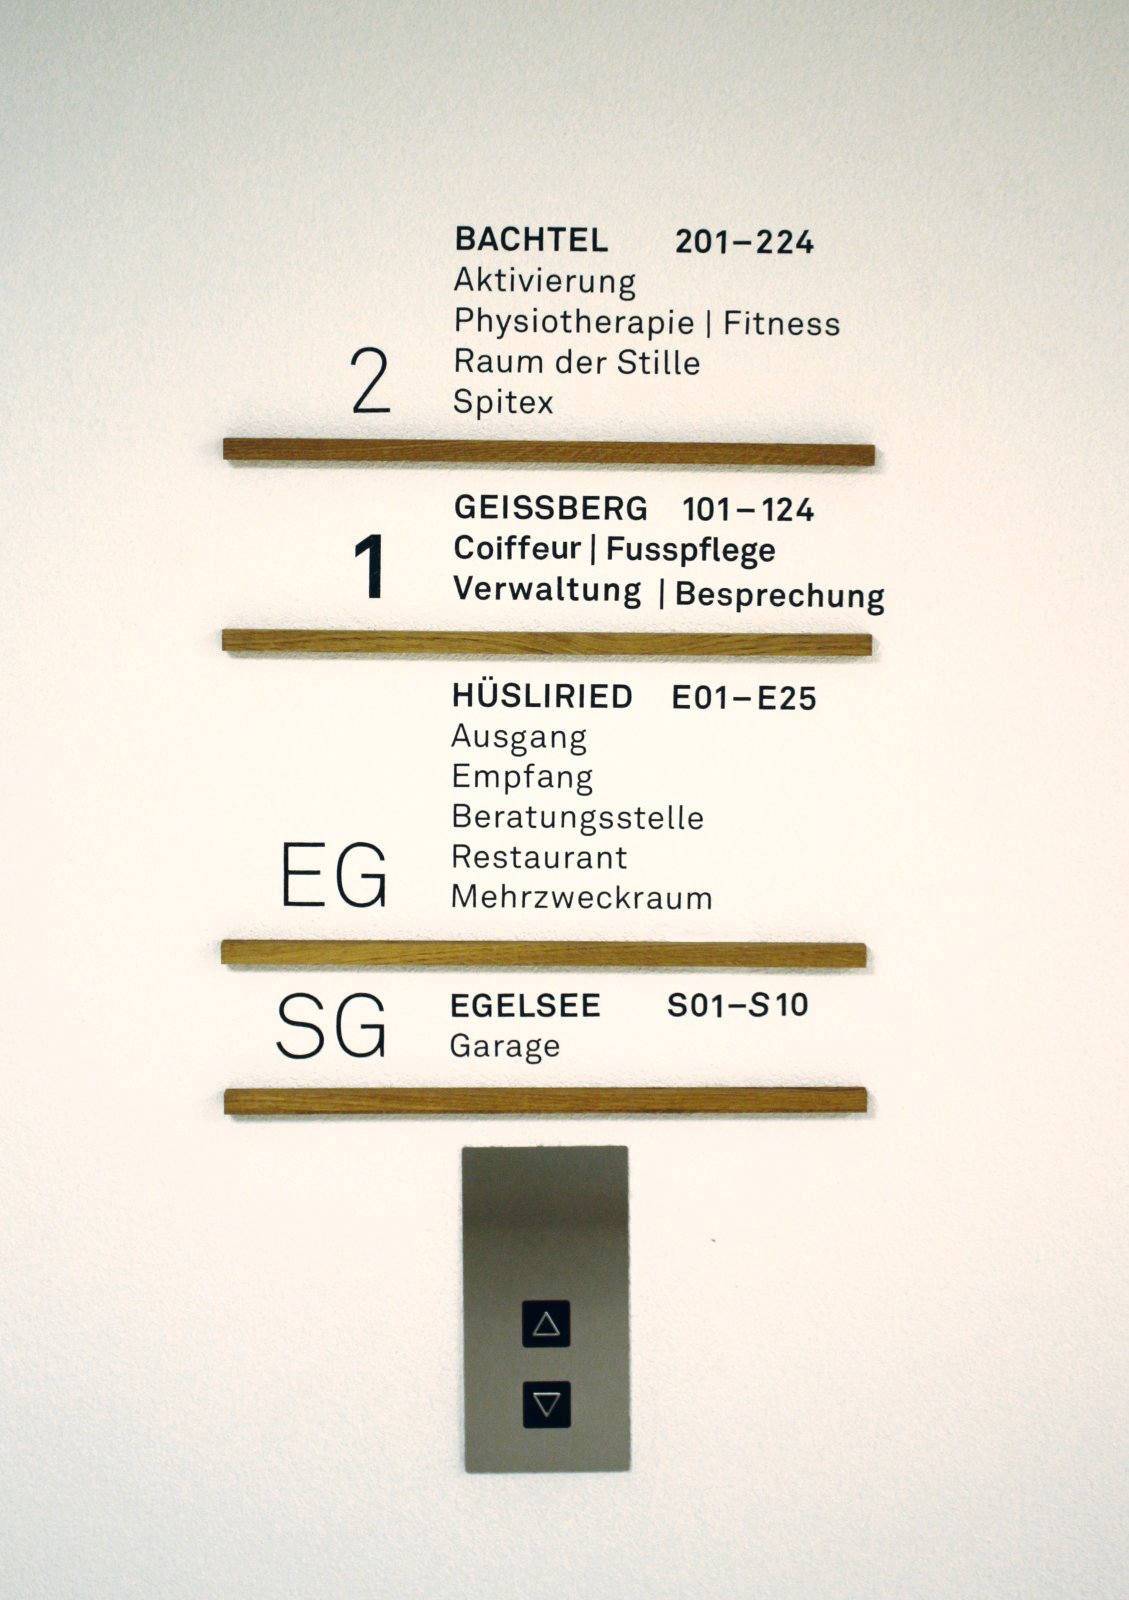 BACHTEL 201–224
Aktivierung
Physiotherapie | Fitness
Raum der Stille
2 Spitex
GEISSBERG 101–124
1 Coiffeur | Fusspflege
Verwaltung | Besprechung
HÜSLIRIED E01–E25
Ausgang
Empfang
Beratungsstelle
Restaurant
EG Mehrzweckraum
SG EGELSEE S01–S10
Garage